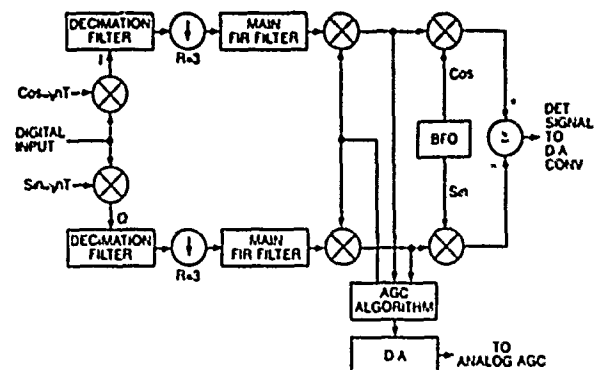 DECIMATION
FILTER
R=3
MAIN
FIR FILTER
I
DIGITAL
INPUT
Q
DECIMATION
FILTER
R=3
MAIN
FIR FILTER
Cos
BFO
Sin
Σ
DET
SIGNAL
TO
D A
CONV
AGC
ALGORITHM
D A
TO
ANALOG AGC